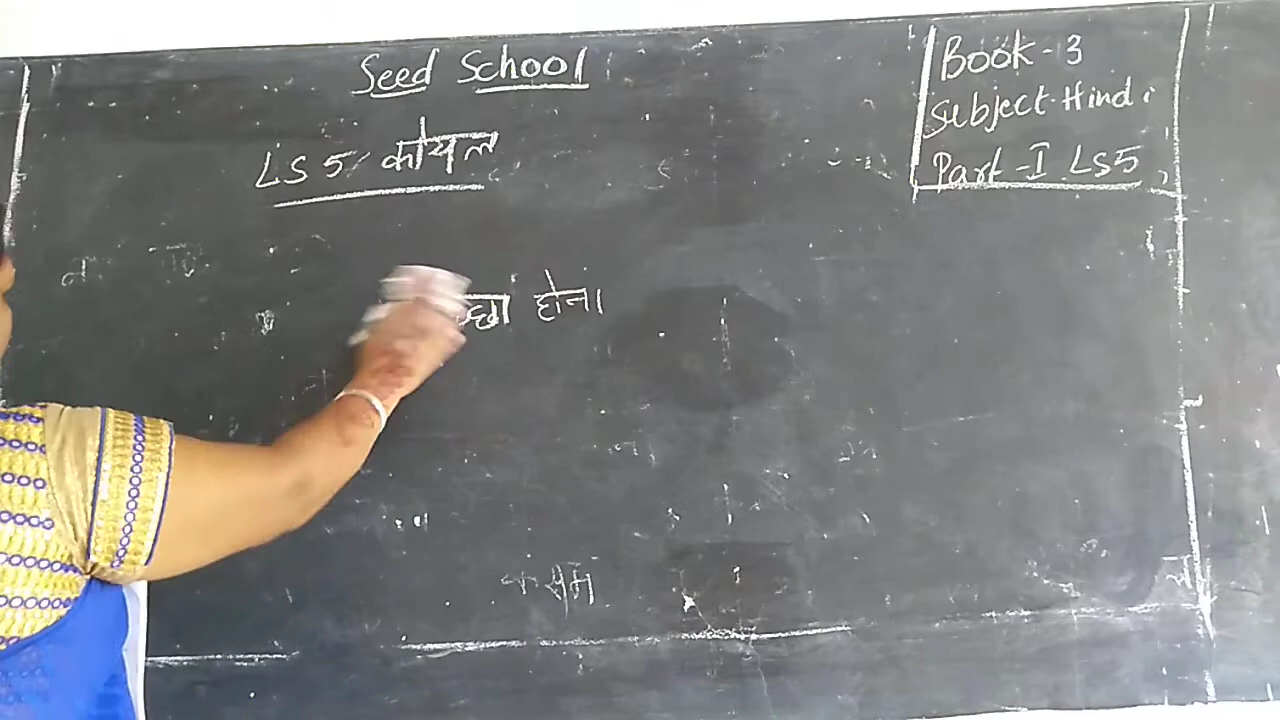 Seed School
Book - 3
Subject-Hindi
Part-I LS5
LS 5 कोयल
होना